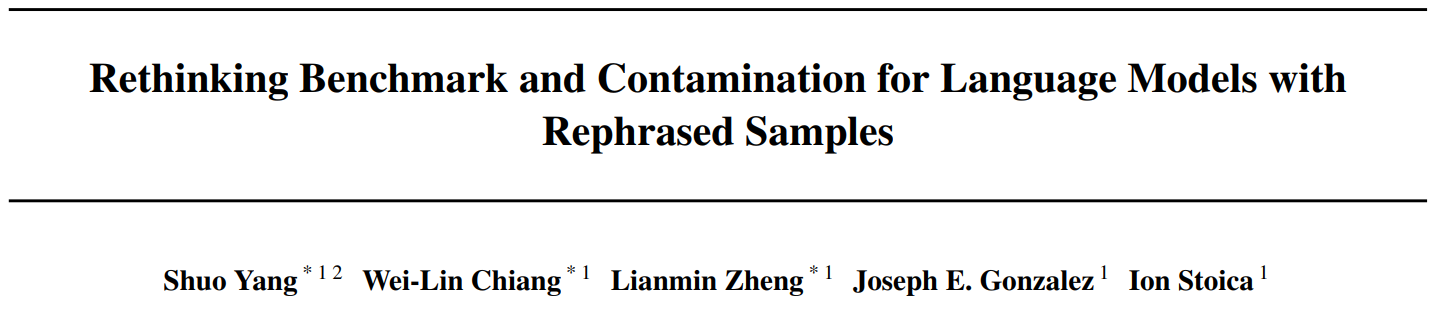 Rethinking Benchmark and Contamination for Language Models with
Rephrased Samples
Shuo Yang * 1 2 Wei-Lin Chiang * 1 Lianmin Zheng * 1 Joseph E. Gonzalez 1 Ion Stoica 1